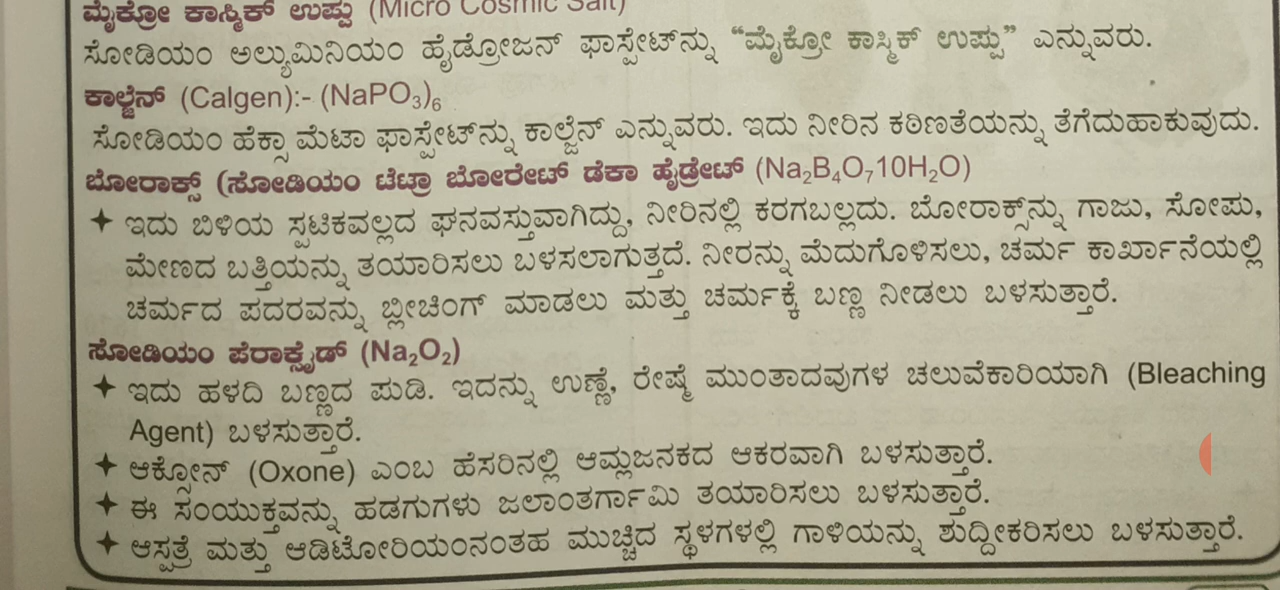 ಮೈಕ್ರೋ ಕಾಸ್ಮಿಕ್ ಉಪ್ಪು (Micro Cosmic Salt)
ಸೋಡಿಯಂ ಅಲ್ಯುಮಿನಿಯಂ ಹೈಡ್ರೋಜನ್ ಫಾಸ್ಪೇಟ್‌ನ್ನು "ಮೈಕ್ರೋ ಕಾಸ್ಮಿಕ್ ಉಪ್ಪು" ಎನ್ನುವರು.
ಕಾಲ್ಜೆನ್ (Calgen):- (NaPO₃)₆
ಸೋಡಿಯಂ ಹೆಕ್ಸಾ ಮೆಟಾ ಫಾಸ್ಪೇಟ್‌ನ್ನು ಕಾಲ್ಜೆನ್ ಎನ್ನುವರು. ಇದು ನೀರಿನ ಕಠಿಣತೆಯನ್ನು ತೆಗೆದುಹಾಕುವುದು.
ಬೋರಾಕ್ಸ್ (ಸೋಡಿಯಂ ಟೆಟ್ರಾ ಬೋರೇಟ್ ಡೆಕಾ ಹೈಡ್ರೇಟ್ (Na₂B₄O₇10H₂O)
✦ ಇದು ಬಿಳಿಯ ಸ್ಪಟಿಕವಲ್ಲದ ಘನವಸ್ತುವಾಗಿದ್ದು, ನೀರಿನಲ್ಲಿ ಕರಗಬಲ್ಲದು. ಬೋರಾಕ್ಸ್‌ನ್ನು ಗಾಜು, ಸೋಪು,
ಮೇಣದ ಬತ್ತಿಯನ್ನು ತಯಾರಿಸಲು ಬಳಸಲಾಗುತ್ತದೆ. ನೀರನ್ನು ಮೆದುಗೊಳಿಸಲು, ಚರ್ಮ ಕಾರ್ಖಾನೆಯಲ್ಲಿ
ಚರ್ಮದ ಪದರವನ್ನು ಬ್ಲೀಚಿಂಗ್ ಮಾಡಲು ಮತ್ತು ಚರ್ಮಕ್ಕೆ ಬಣ್ಣ ನೀಡಲು ಬಳಸುತ್ತಾರೆ.
ಸೋಡಿಯಂ ಪೆರಾಕ್ಸೈಡ್ (Na₂O₂)
✦ ಇದು ಹಳದಿ ಬಣ್ಣದ ಪುಡಿ. ಇದನ್ನು ಉಣ್ಣೆ, ರೇಷ್ಮೆ ಮುಂತಾದವುಗಳ ಚಲುವೆಕಾರಿಯಾಗಿ (Bleaching
Agent) ಬಳಸುತ್ತಾರೆ.
✦ ಆಕ್ಸೋನ್ (Oxone) ಎಂಬ ಹೆಸರಿನಲ್ಲಿ ಆಮ್ಲಜನಕದ ಆಕರವಾಗಿ ಬಳಸುತ್ತಾರೆ.
✦ ಈ ಸಂಯುಕ್ತವನ್ನು ಹಡಗುಗಳು ಜಲಾಂತರ್ಗಾಮಿ ತಯಾರಿಸಲು ಬಳಸುತ್ತಾರೆ.
✦ ಆಸ್ಪತ್ರೆ ಮತ್ತು ಆಡಿಟೋರಿಯಂನಂತಹ ಮುಚ್ಚಿದ ಸ್ಥಳಗಳಲ್ಲಿ ಗಾಳಿಯನ್ನು ಶುದ್ದೀಕರಿಸಲು ಬಳಸುತ್ತಾರೆ.